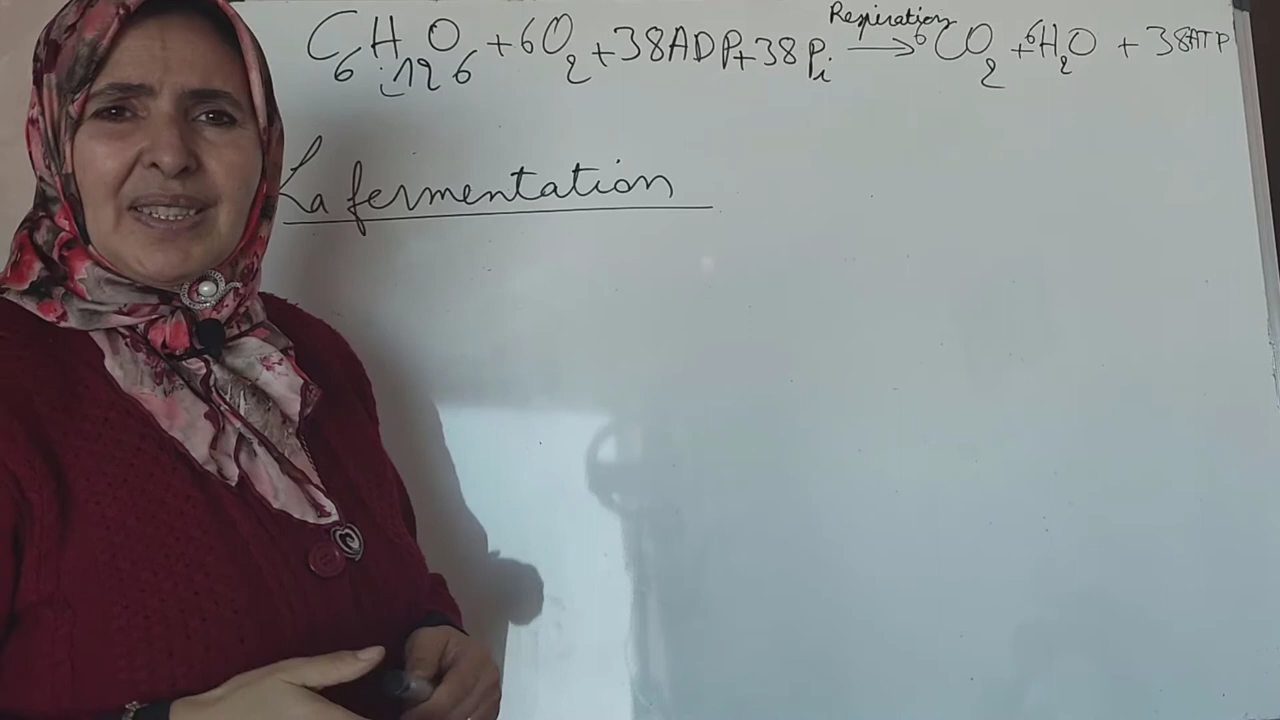 C6H12O6 + 6O2 + 38ADP + 38Pi Respiration → 6CO2 + 6H2O + 38ATP
La fermentation